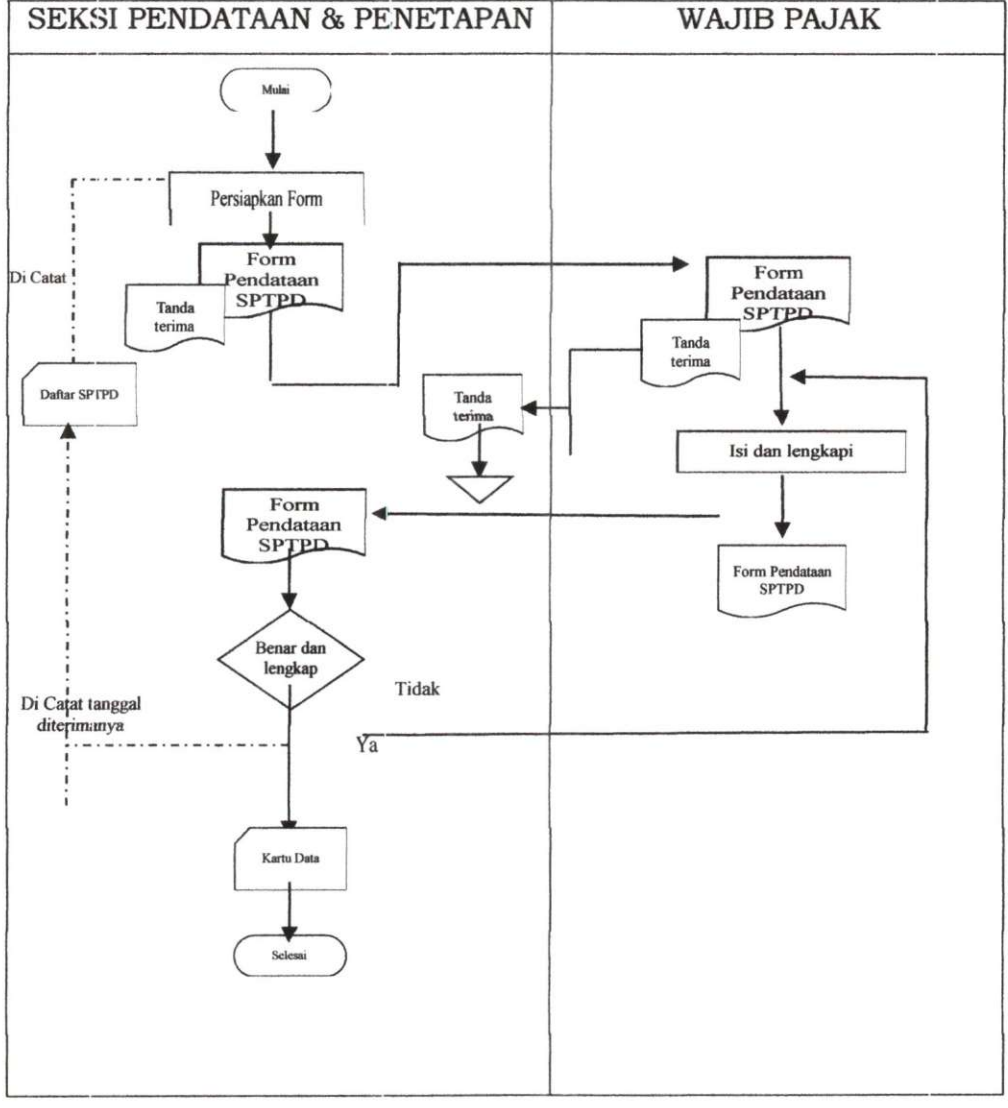 SEKSI PENDATAAN & PENETAPAN
WAJIB PAJAK
Mulai
Persiapkan Form
Form
Pendataan
SPTPD
Tanda
terima
Di Catat
Daftar SPTPD
Form
Pendataan
SPTPD
Tanda
terima
Tanda
terima
Isi dan lengkapi
Form Pendataan
SPTPD
Form
Pendataan
SPTPD
Benar dan
lengkap
Tidak
Di Catat tanggal
diterimanya
Ya
Kartu Data
Selesai